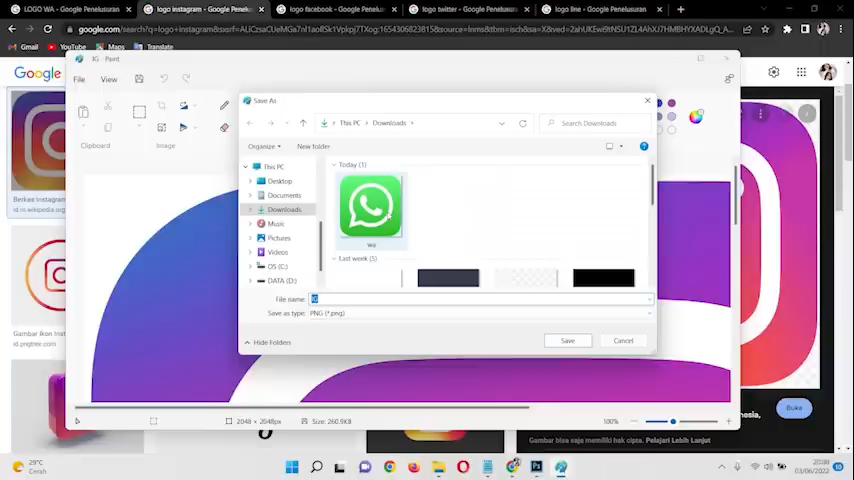 LOGO WA - Google Penelusuran
logo instagram - Google Penelu
logo facebook - Google Penelus
logo twitter - Google Penelusuran
logo line - Google Penelusuran
Gmail
YouTube
Maps
Translate
Google
IG - Paint
File
View
Clipboard
Image
Save As
This PC
Downloads
Search Downloads
Organize
New folder
This PC
Desktop
Documents
Downloads
Music
Pictures
Videos
OS (C:)
DATA (D:)
Today (1)
wa
Last week (5)
File name:
IG
Save as type:
PNG (*.png)
Hide Folders
Save
Cancel
Berkas Instagram
id.m.wikipedia.org
Gambar Ikon Instagram
id.pngtree.com
2048 × 2048px
Size: 260.9KB
100%
Buka
Gambar bisa saja memiliki hak cipta. Pelajari Lebih Lanjut
29°C
Cerah
03/06/2022